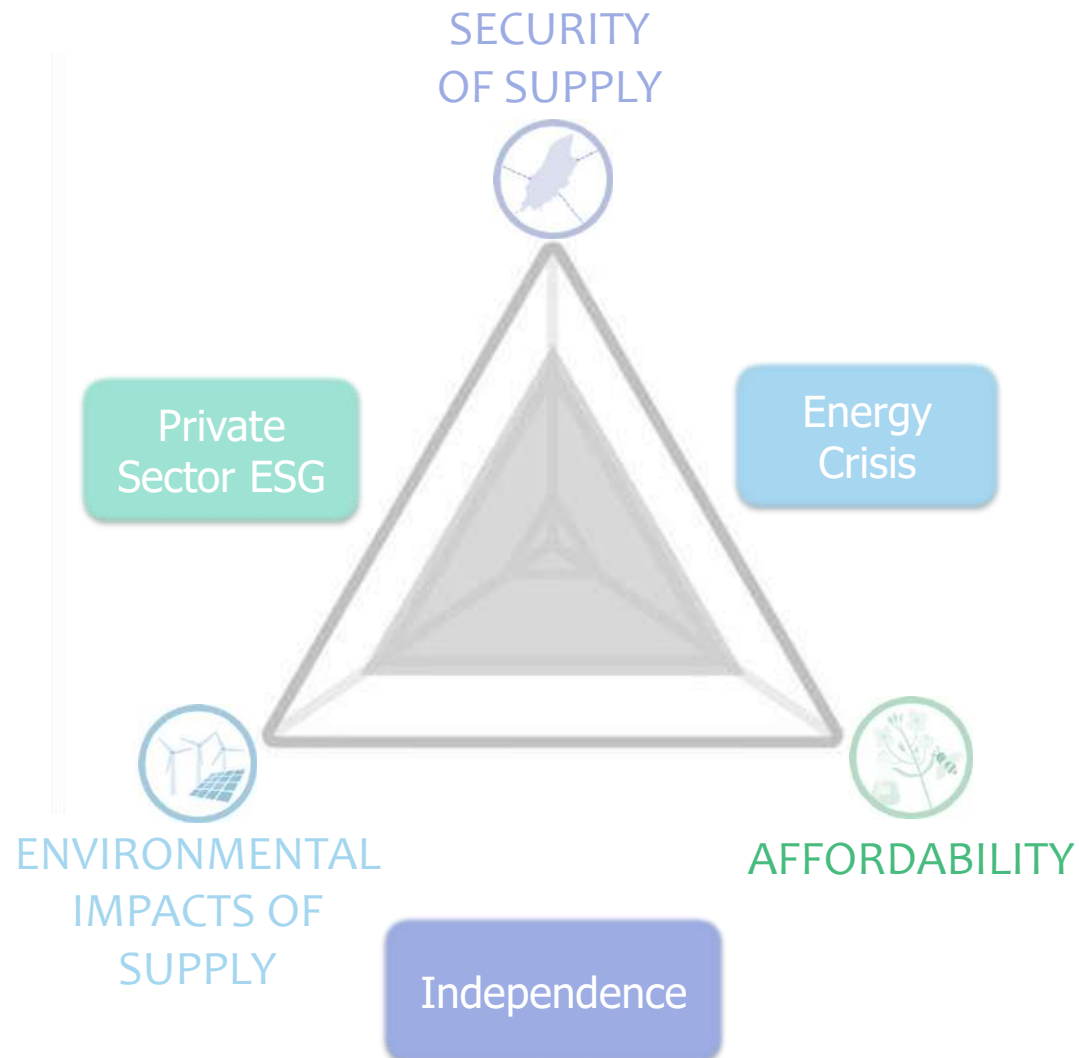 SECURITY
OF SUPPLY
Private
Sector ESG
Energy
Crisis
ENVIRONMENTAL
IMPACTS OF
SUPPLY
AFFORDABILITY
Independence